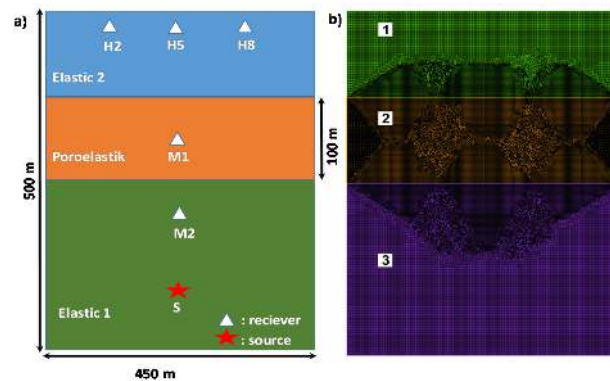 a)
b)
H2
H5
H8
Elastic 2
Poroelastik
M1
M2
S
Elastic 1
: reciever
: source
500 m
100 m
450 m
1
2
3